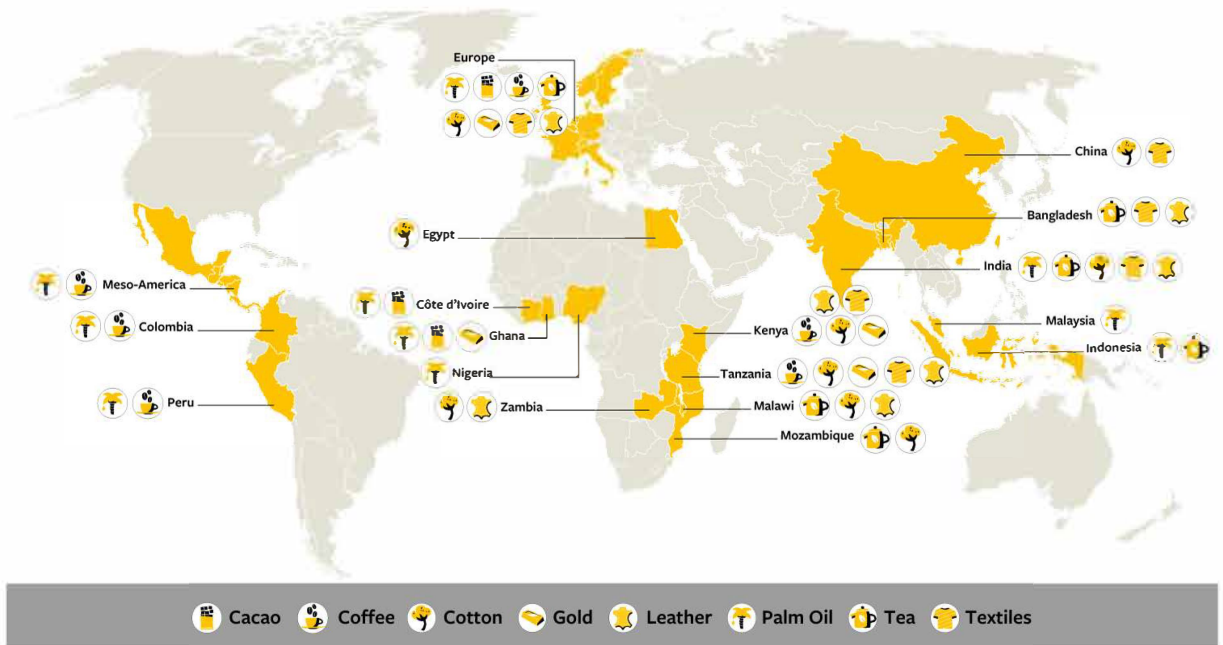 Europe
China
Bangladesh
Egypt
India
Meso-America
Côte d'Ivoire
Malaysia
Colombia
Ghana
Kenya
Indonesia
Nigeria
Tanzania
Peru
Zambia
Malawi
Mozambique
Cacao Coffee Cotton Gold Leather Palm Oil Tea Textiles